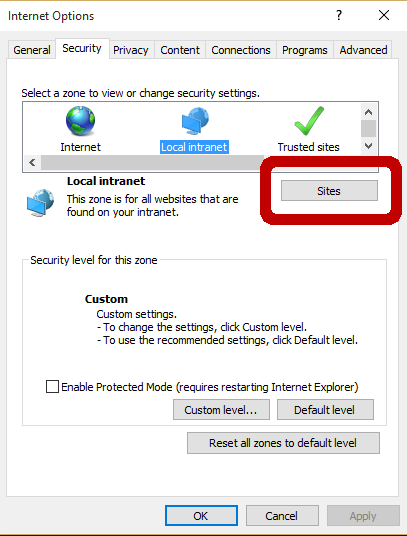 Internet Options
?
General Security Privacy Content Connections Programs Advanced
Select a zone to view or change security settings.
Internet Local intranet Trusted sites
Local intranet
Sites
This zone is for all websites that are
found on your intranet.
Security level for this zone
Custom
Custom settings.
- To change the settings, click Custom level.
- To use the recommended settings, click Default level.
Enable Protected Mode (requires restarting Internet Explorer)
Custom level... Default level
Reset all zones to default level
OK Cancel Apply